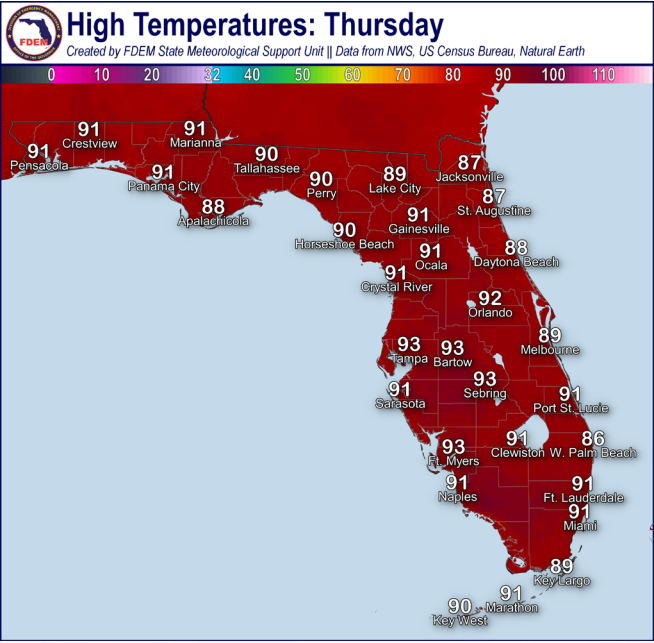 High Temperatures: Thursday
Created by FDEM State Meteorological Support Unit || Data from NWS, US Census Bureau, Natural Earth
FDEM
0 10 20 32 40 50 60 70 80 90 100 110
91
Crestview
91
Marianna
91
Pensacola
90
Tallahassee
91
Panama City
90
Perry
89
Lake City
87
Jacksonville
88
Apalachicola
87
St. Augustine
91
Gainesville
90
Horseshoe Beach
91
Ocala
88
Daytona Beach
91
Crystal River
92
Orlando
89
Melbourne
93
Tampa
93
Bartow
93
Sebring
91
Sarasota
91
Port St. Lucie
93
Ft. Myers
91
Clewiston
86
W. Palm Beach
91
Naples
91
Ft. Lauderdale
91
Miami
89
Key Largo
91
Marathon
90
Key West